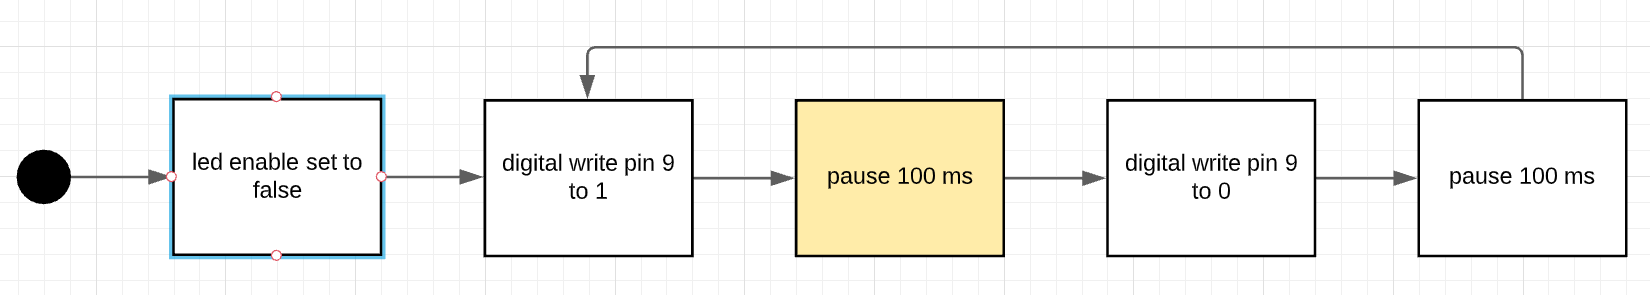 led enable set to
false
digital write pin 9
to 1
pause 100 ms
digital write pin 9
to 0
pause 100 ms